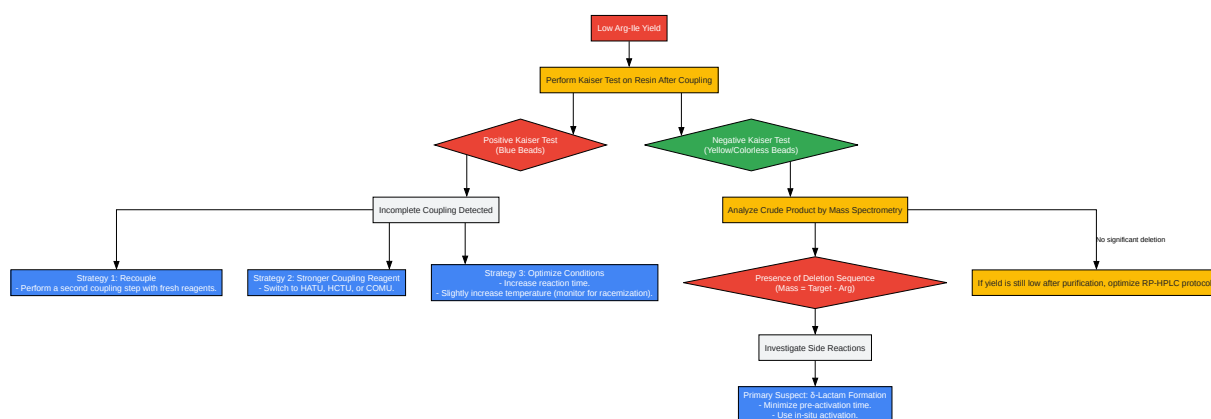 Low Arg-Ile Yield
Perform Kaiser Test on Resin After Coupling
Positive Kaiser Test
(Blue Beads)
Negative Kaiser Test
(Yellow/Colorless Beads)
Incomplete Coupling Detected
Analyze Crude Product by Mass Spectrometry
No significant deletion
Strategy 1: Recouple
- Perform a second coupling step with fresh reagents.
Strategy 2: Stronger Coupling Reagent
- Switch to HATU, HCTU, or COMU.
Strategy 3: Optimize Conditions
- Increase reaction time.
- Slightly increase temperature (monitor for racemization).
Presence of Deletion Sequence
(Mass = Target - Arg)
If yield is still low after purification, optimize RP-HPLC protocol
Investigate Side Reactions
Primary Suspect: δ-Lactam Formation
- Minimize pre-activation time.
- Use in-situ activation.